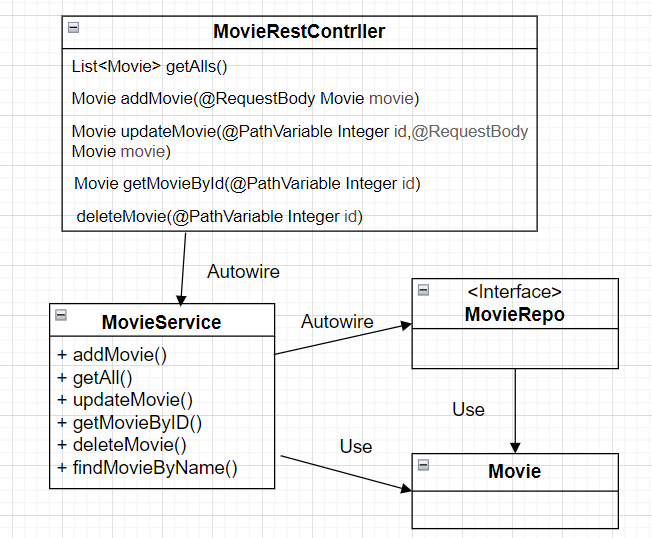 MovieRestContrller
List<Movie> getAlls()
Movie addMovie(@RequestBody Movie movie)
Movie updateMovie(@PathVariable Integer id,@RequestBody
Movie movie)
Movie getMovieById(@PathVariable Integer id)
deleteMovie(@PathVariable Integer id)
Autowire
MovieService
+ addMovie()
+ getAll()
+ updateMovie()
+ getMovieByID()
+ deleteMovie()
+ findMovieByName()
Autowire
<Interface>
MovieRepo
Use
Use
Movie